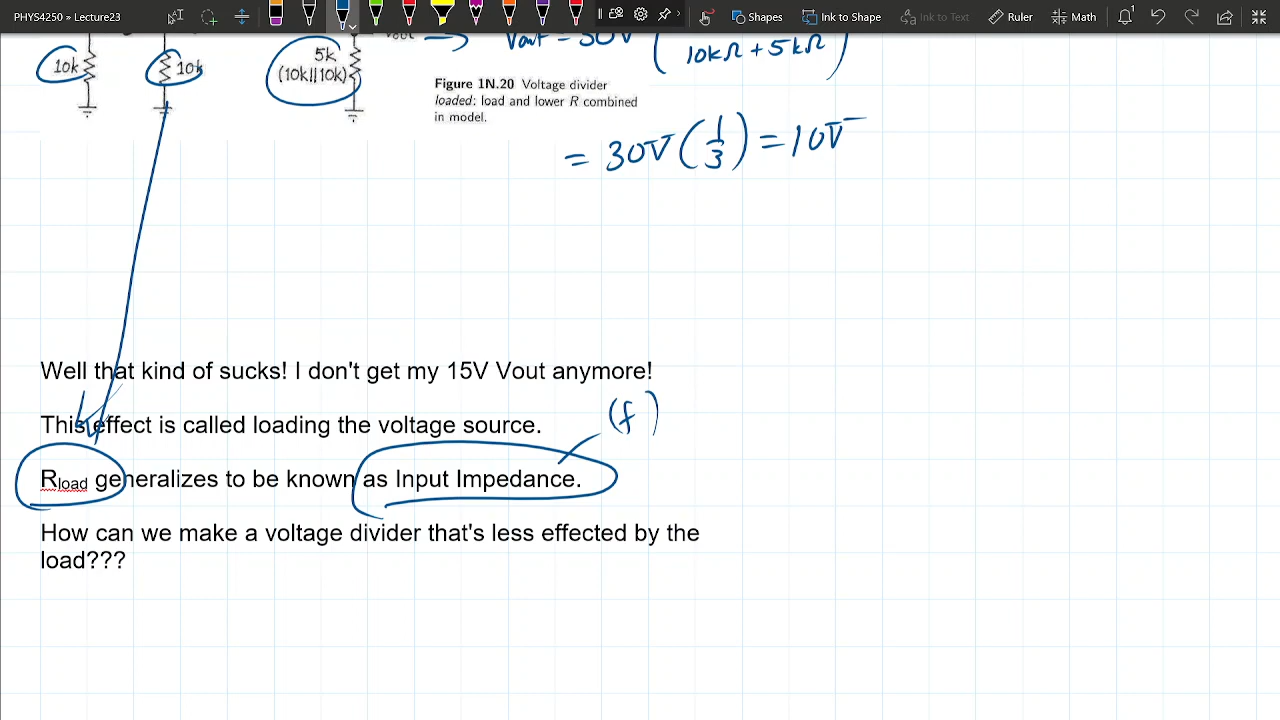 PHYS4250 » Lecture23
Shapes
Ink to Shape
Ink to Text
Ruler
Math
10k
10k
5k
(10k||10k)
Vout = 30V
10kΩ + 5kΩ
Figure 1N.20 Voltage divider
loaded: load and lower R combined
in model.
= 30V (1/3) = 10V
Well that kind of sucks! I don't get my 15V Vout anymore!
(f)
This effect is called loading the voltage source.
Rload generalizes to be known as Input Impedance.
How can we make a voltage divider that's less effected by the
load???